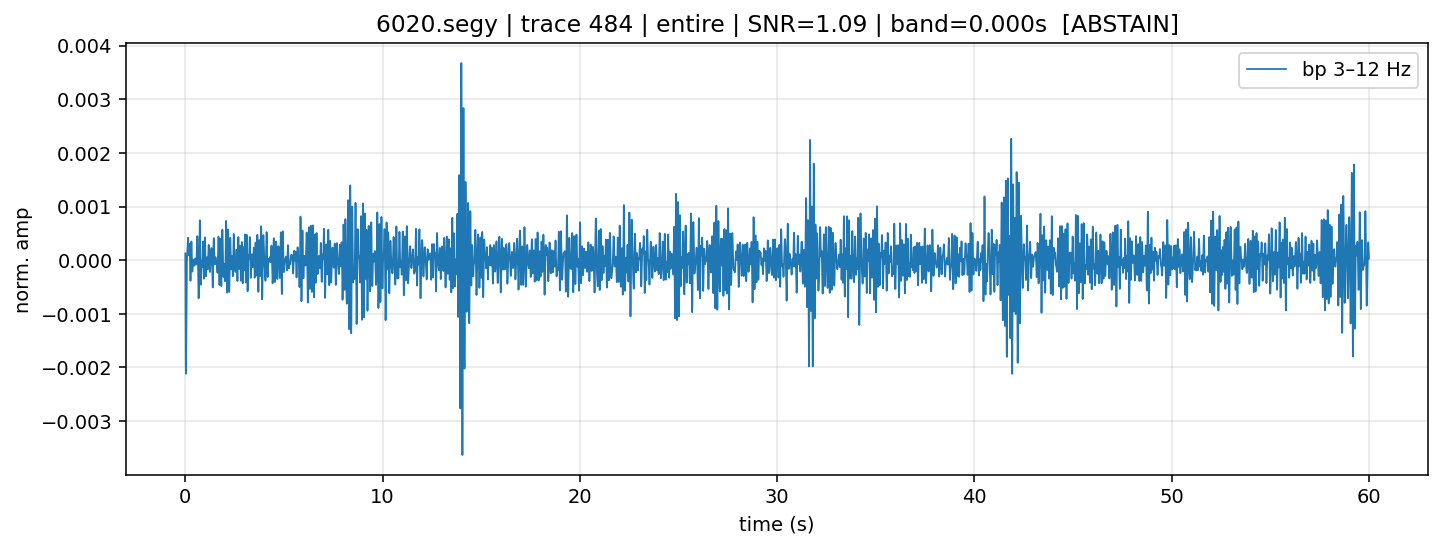 6020.segy | trace 484 | entire | SNR=1.09 | band=0.000s  [ABSTAIN]
bp 3–12 Hz
norm. amp
0.004
0.003
0.002
0.001
0.000
−0.001
−0.002
−0.003
0 10 20 30 40 50 60
time (s)